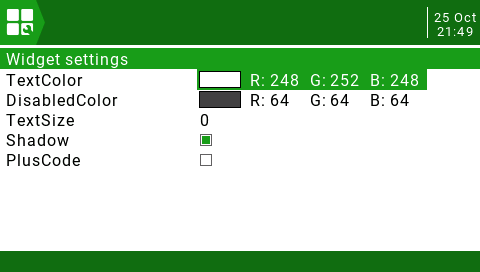 25 Oct
21:49
Widget settings
TextColor R: 248 G: 252 B: 248
DisabledColor R: 64 G: 64 B: 64
TextSize 0
Shadow
PlusCode